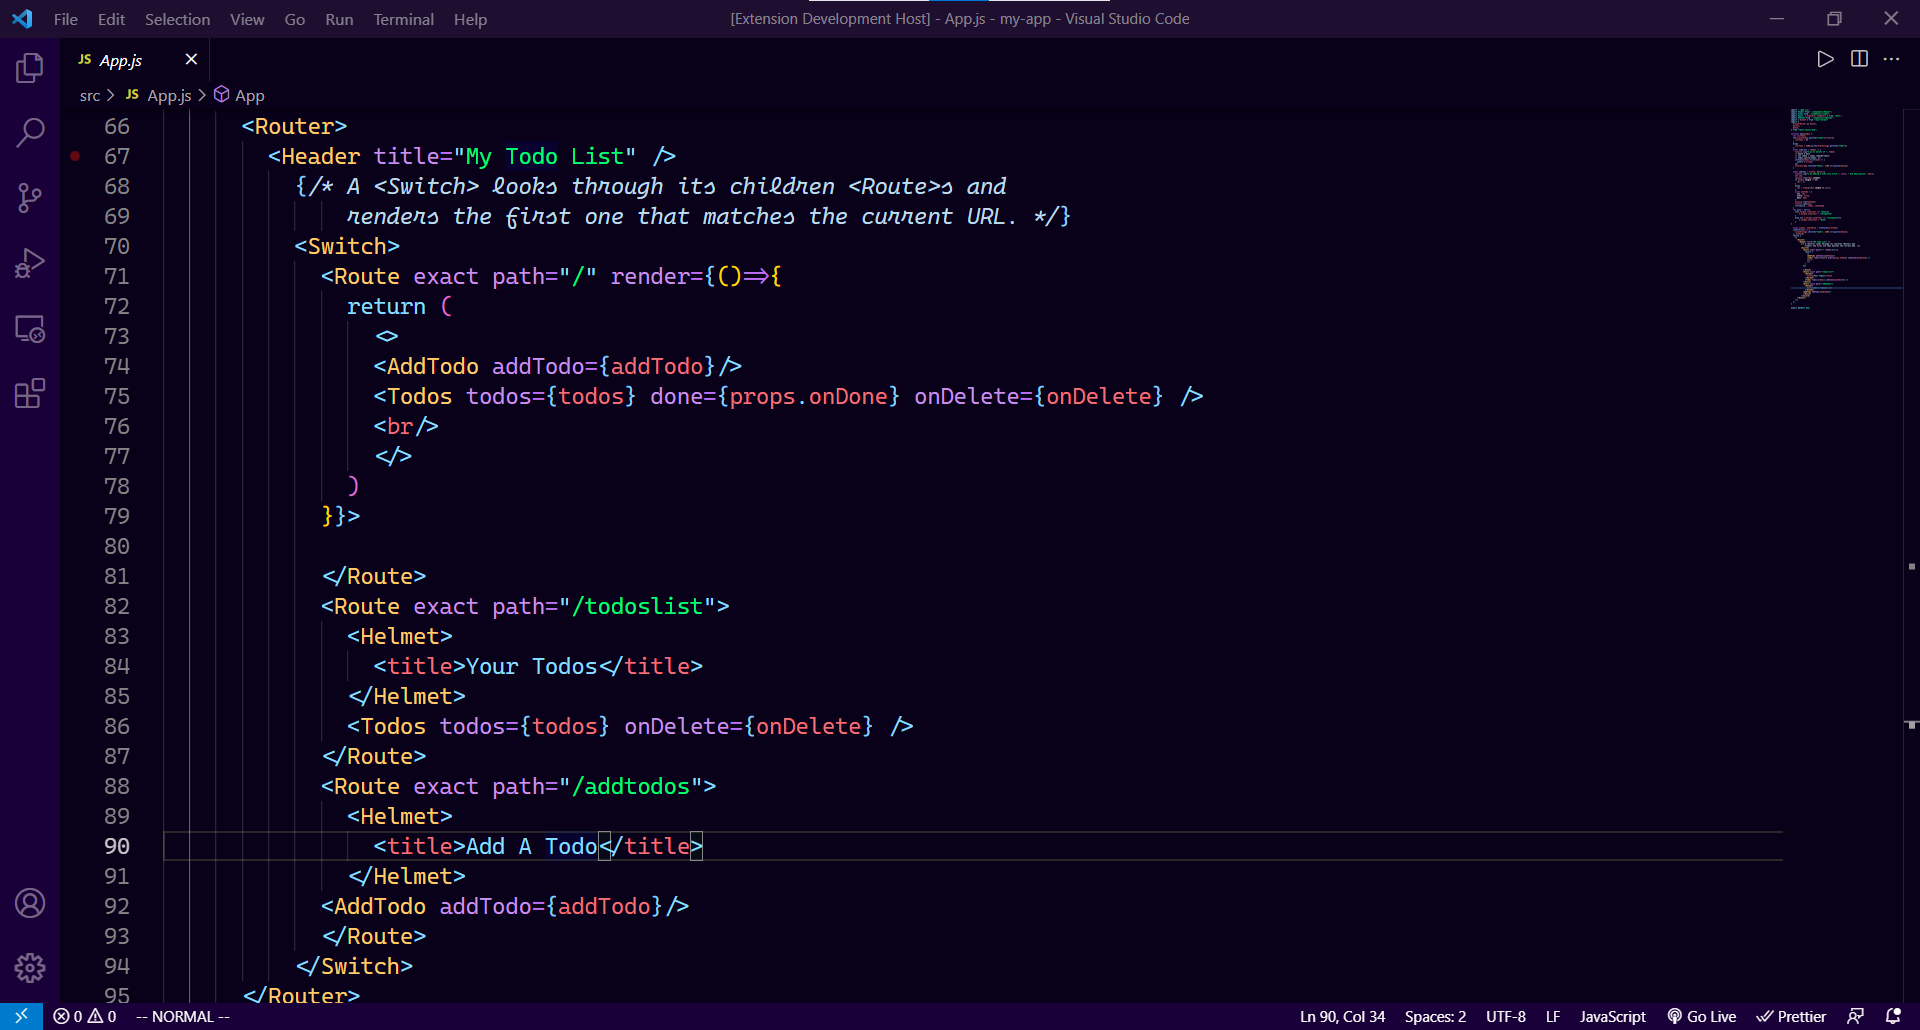 File Edit Selection View Go Run Terminal Help [Extension Development Host] - App.js - my-app - Visual Studio Code
JS App.js
src > JS App.js > App
66 <Router>
67 <Header title="My Todo List" />
68 {/* A <Switch> looks through its children <Route>s and
69 renders the first one that matches the current URL. */}
70 <Switch>
71 <Route exact path="/" render={()=>{
72 return (
73 <>
74 <AddTodo addTodo={addTodo}/>
75 <Todos todos={todos} done={props.onDone} onDelete={onDelete} />
76 <br/>
77 </>
78 )
79 }}>
80
81 </Route>
82 <Route exact path="/todoslist">
83 <Helmet>
84 <title>Your Todos</title>
85 </Helmet>
86 <Todos todos={todos} onDelete={onDelete} />
87 </Route>
88 <Route exact path="/addtodos">
89 <Helmet>
90 <title>Add A Todo</title>
91 </Helmet>
92 <AddTodo addTodo={addTodo}/>
93 </Route>
94 </Switch>
95 </Router>
0 0 -- NORMAL -- Ln 90, Col 34 Spaces: 2 UTF-8 LF JavaScript Go Live Prettier